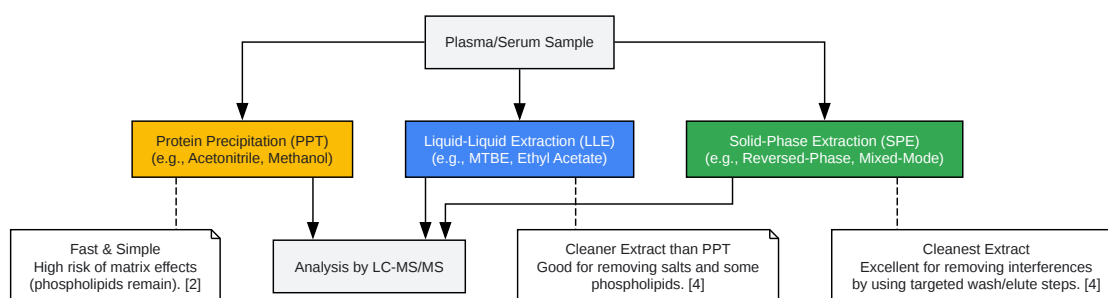 Plasma/Serum Sample
Protein Precipitation (PPT)
(e.g., Acetonitrile, Methanol)
Liquid-Liquid Extraction (LLE)
(e.g., MTBE, Ethyl Acetate)
Solid-Phase Extraction (SPE)
(e.g., Reversed-Phase, Mixed-Mode)
Fast & Simple
High risk of matrix effects
(phospholipids remain). [2]
Analysis by LC-MS/MS
Cleaner Extract than PPT
Good for removing salts and some
phospholipids. [4]
Cleanest Extract
Excellent for removing interferences
by using targeted wash/elute steps. [4]